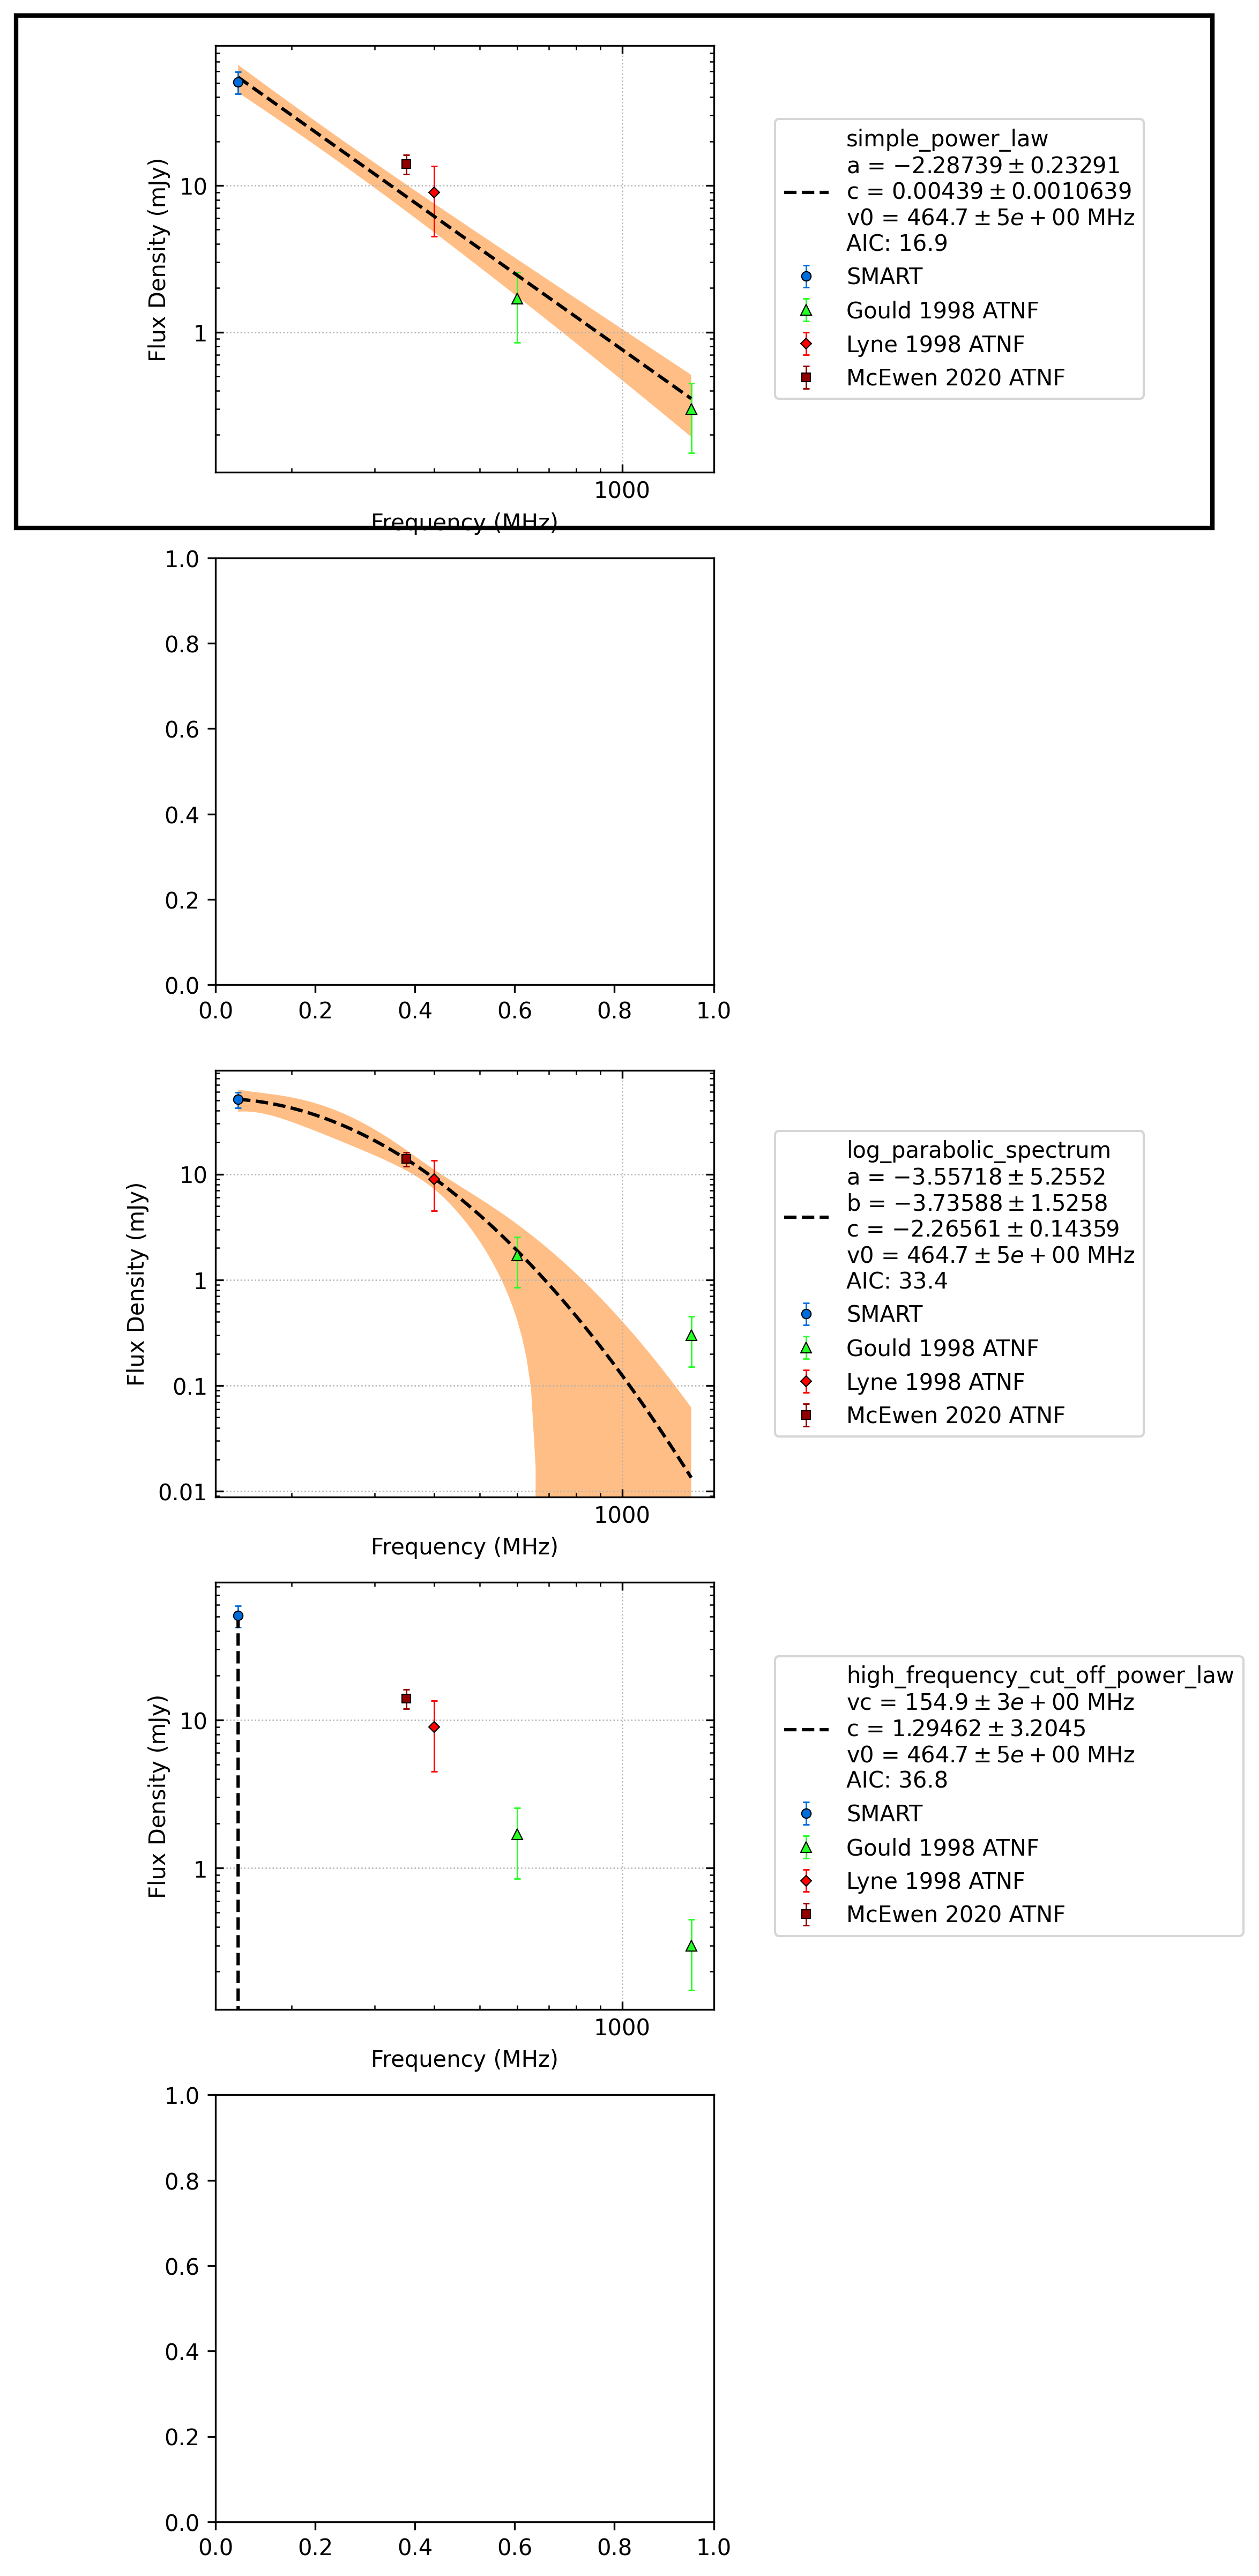 10
1
Flux Density (mJy)
1000
Frequency (MHz)
simple_power_law
a = −2.28739 ± 0.23291
c = 0.00439 ± 0.0010639
v0 = 464.7 ± 5e + 00 MHz
AIC: 16.9
SMART
Gould 1998 ATNF
Lyne 1998 ATNF
McEwen 2020 ATNF
1.0
0.8
0.6
0.4
0.2
0.0
0.0 0.2 0.4 0.6 0.8 1.0
10
1
0.1
0.01
Flux Density (mJy)
1000
Frequency (MHz)
log_parabolic_spectrum
a = −3.55718 ± 5.2552
b = −3.73588 ± 1.5258
c = −2.26561 ± 0.14359
v0 = 464.7 ± 5e + 00 MHz
AIC: 33.4
SMART
Gould 1998 ATNF
Lyne 1998 ATNF
McEwen 2020 ATNF
10
1
Flux Density (mJy)
1000
Frequency (MHz)
high_frequency_cut_off_power_law
vc = 154.9 ± 3e + 00 MHz
c = 1.29462 ± 3.2045
v0 = 464.7 ± 5e + 00 MHz
AIC: 36.8
SMART
Gould 1998 ATNF
Lyne 1998 ATNF
McEwen 2020 ATNF
1.0
0.8
0.6
0.4
0.2
0.0
0.0 0.2 0.4 0.6 0.8 1.0